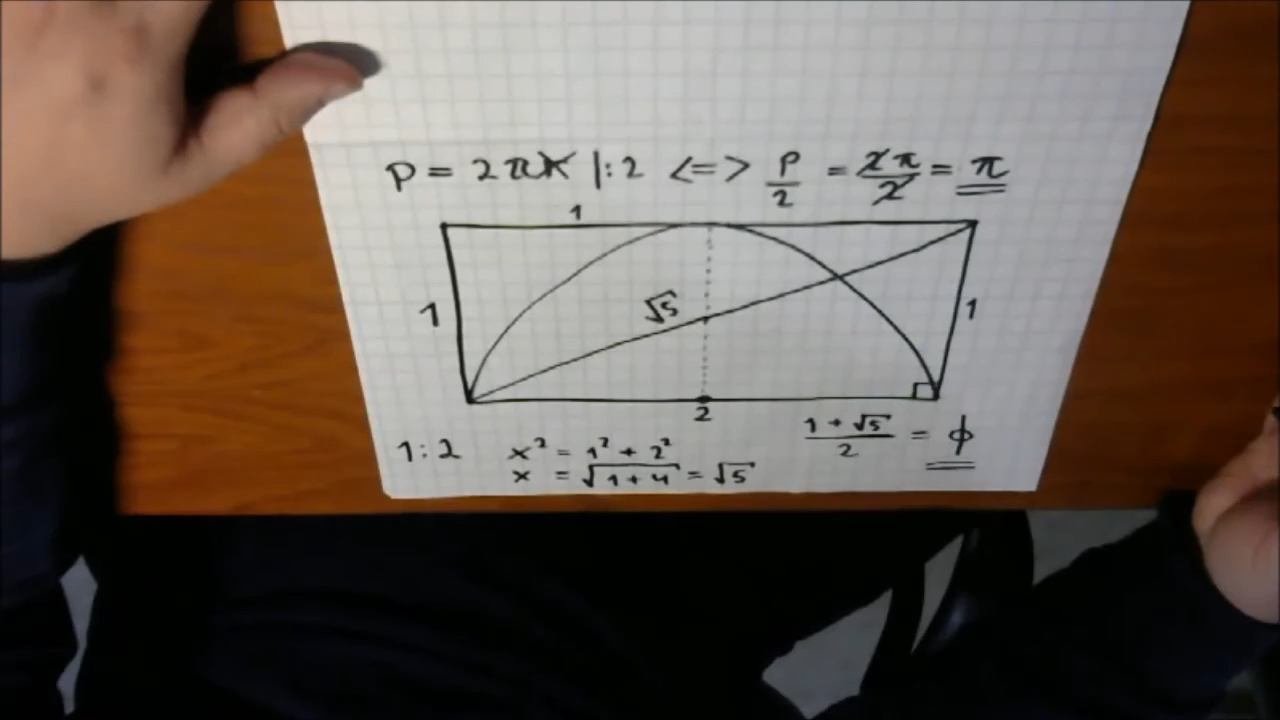 P = 2πr |:2 <=> P/2 = 2π/2 = π
1
1
√5
1
2
1:2
x² = 1² + 2²
x = √(1+4) = √5
(1+√5)/2 = ϕ